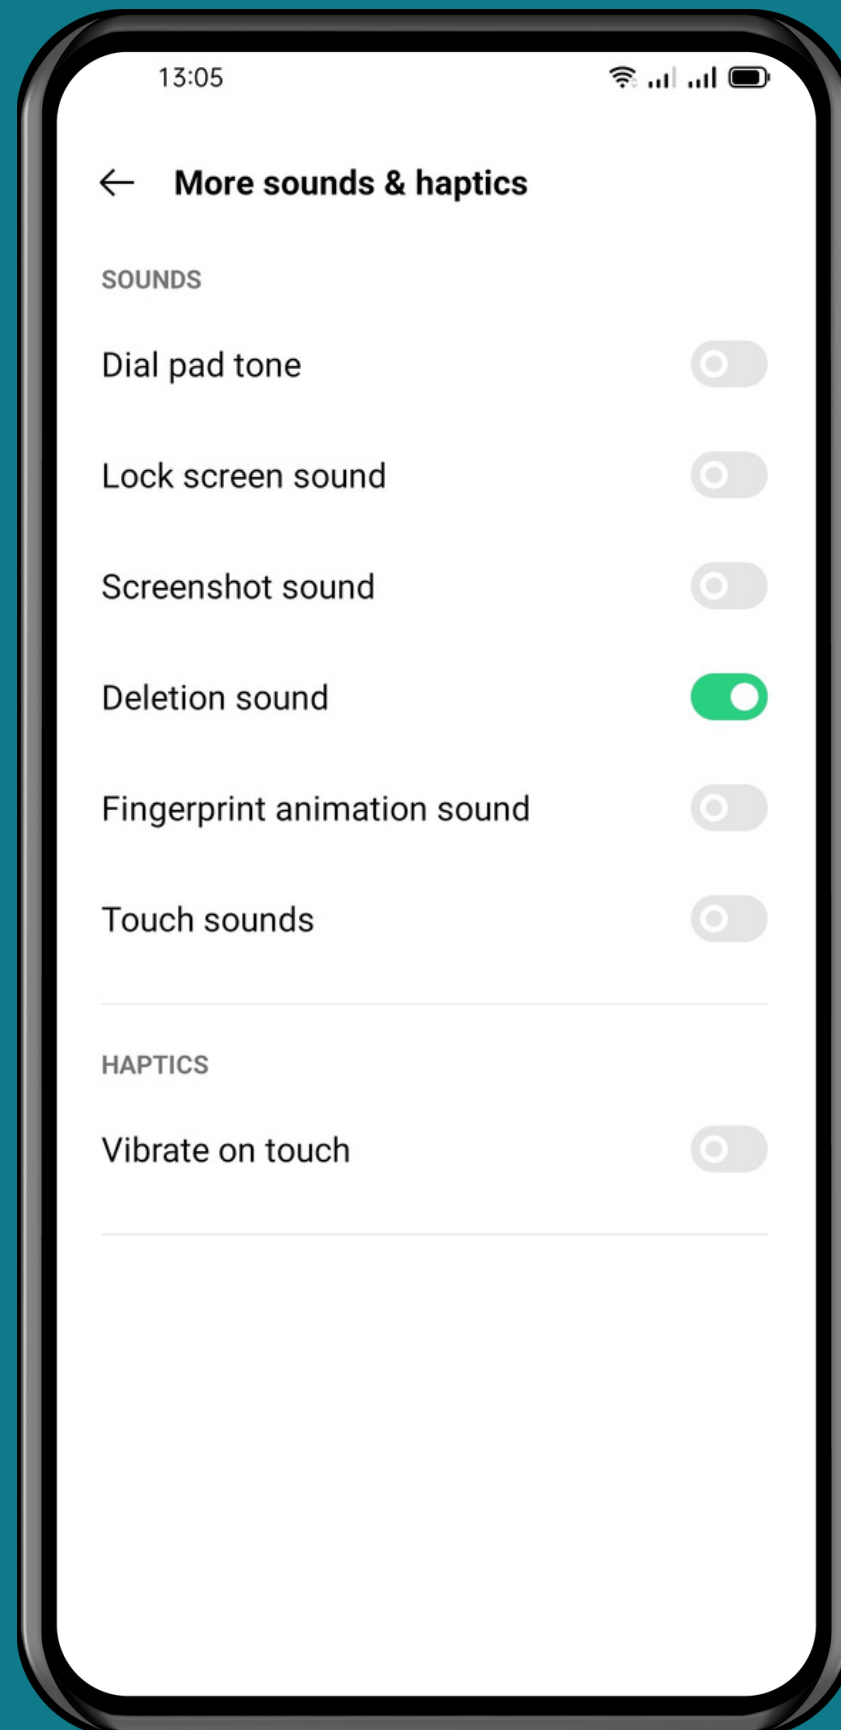 13:05
More sounds & haptics
SOUNDS
Dial pad tone
Lock screen sound
Screenshot sound
Deletion sound
Fingerprint animation sound
Touch sounds
HAPTICS
Vibrate on touch